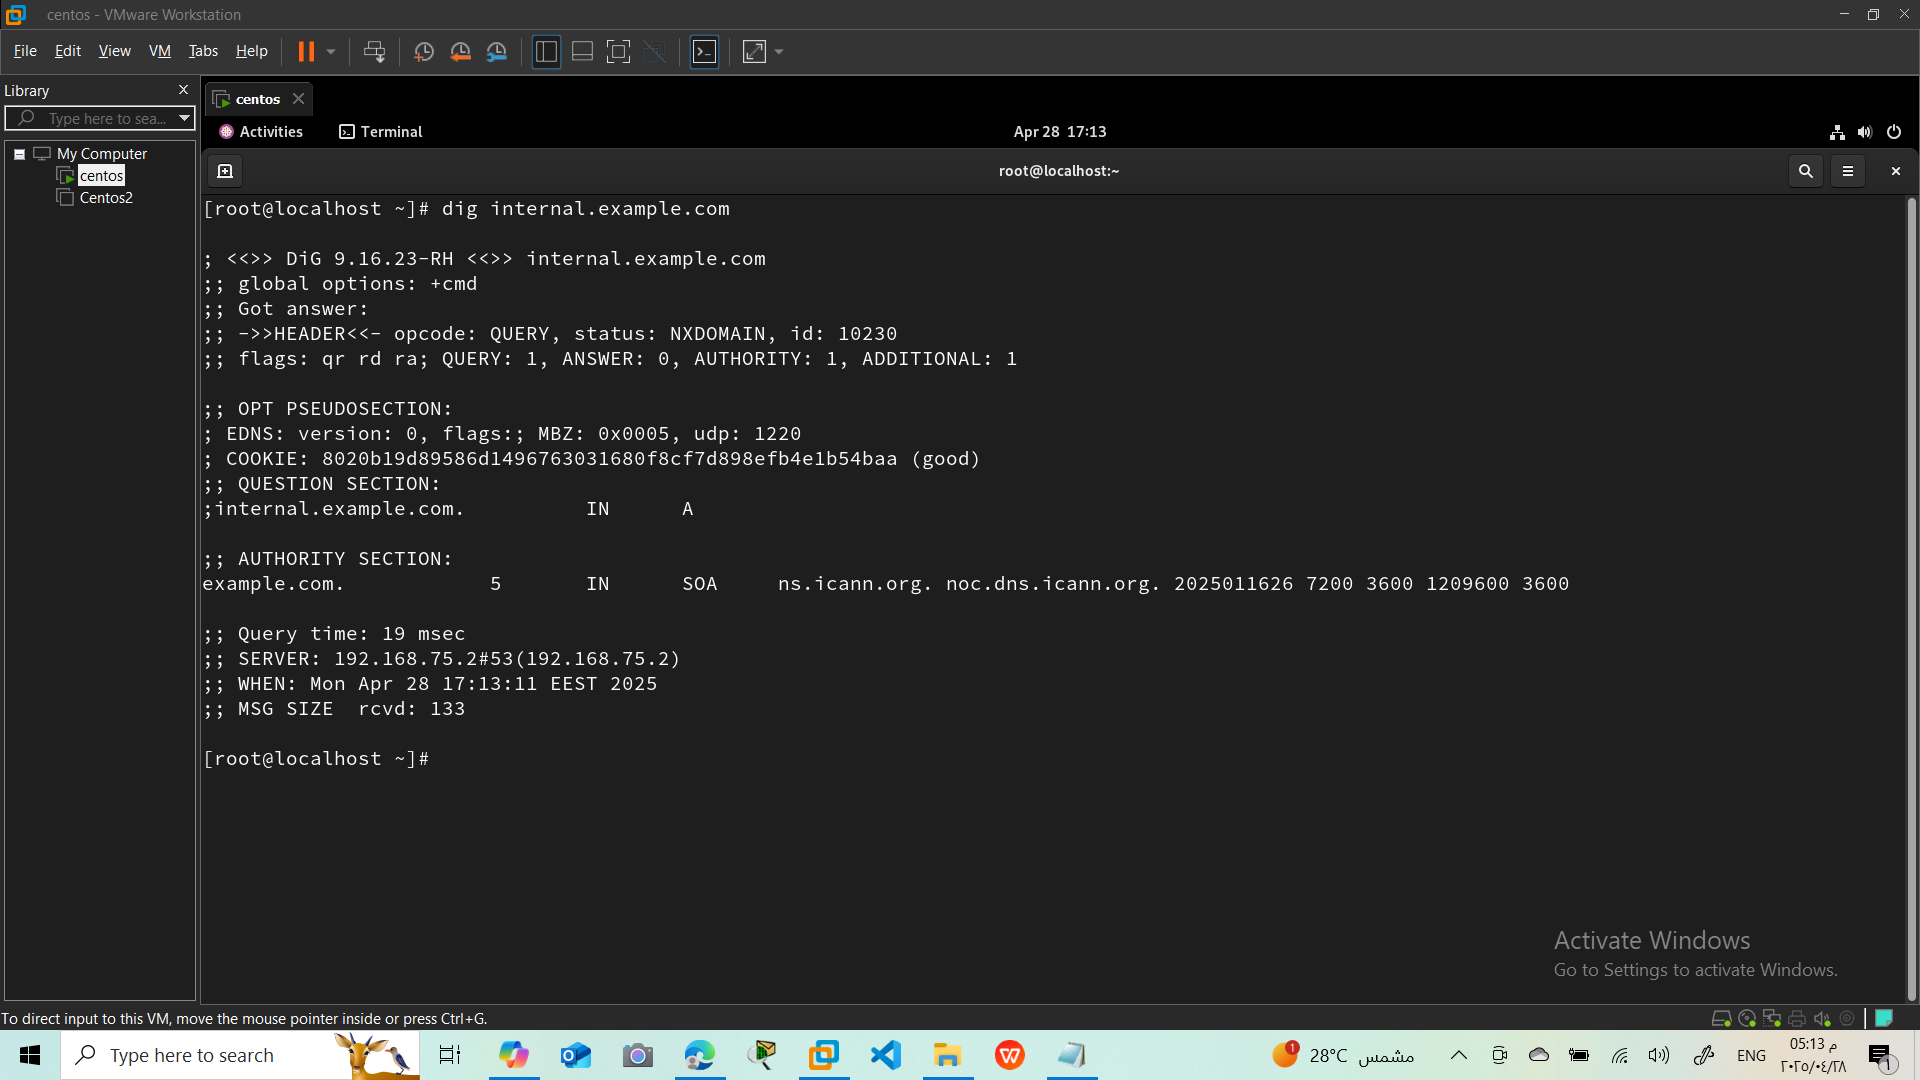 centos - VMware Workstation
File Edit View VM Tabs Help
Library
Type here to sea...
My Computer
centos
Centos2
centos
Activities Terminal Apr 28 17:13
root@localhost:~
[root@localhost ~]# dig internal.example.com
; <<>> DiG 9.16.23-RH <<>> internal.example.com
;; global options: +cmd
;; Got answer:
;; ->>HEADER<<- opcode: QUERY, status: NXDOMAIN, id: 10230
;; flags: qr rd ra; QUERY: 1, ANSWER: 0, AUTHORITY: 1, ADDITIONAL: 1
;; OPT PSEUDOSECTION:
; EDNS: version: 0, flags:; MBZ: 0x0005, udp: 1220
; COOKIE: 8020b19d89586d1496763031680f8cf7d898efb4e1b54baa (good)
;; QUESTION SECTION:
;internal.example.com. IN A
;; AUTHORITY SECTION:
example.com. 5 IN SOA ns.icann.org. noc.dns.icann.org. 2025011626 7200 3600 1209600 3600
;; Query time: 19 msec
;; SERVER: 192.168.75.2#53(192.168.75.2)
;; WHEN: Mon Apr 28 17:13:11 EEST 2025
;; MSG SIZE rcvd: 133
[root@localhost ~]#
Activate Windows
Go to Settings to activate Windows.
To direct input to this VM, move the mouse pointer inside or press Ctrl+G.
Type here to search
1
28°C مشمس
ENG
05:13 م
٢٠٢٥/٠٤/٢٨
١